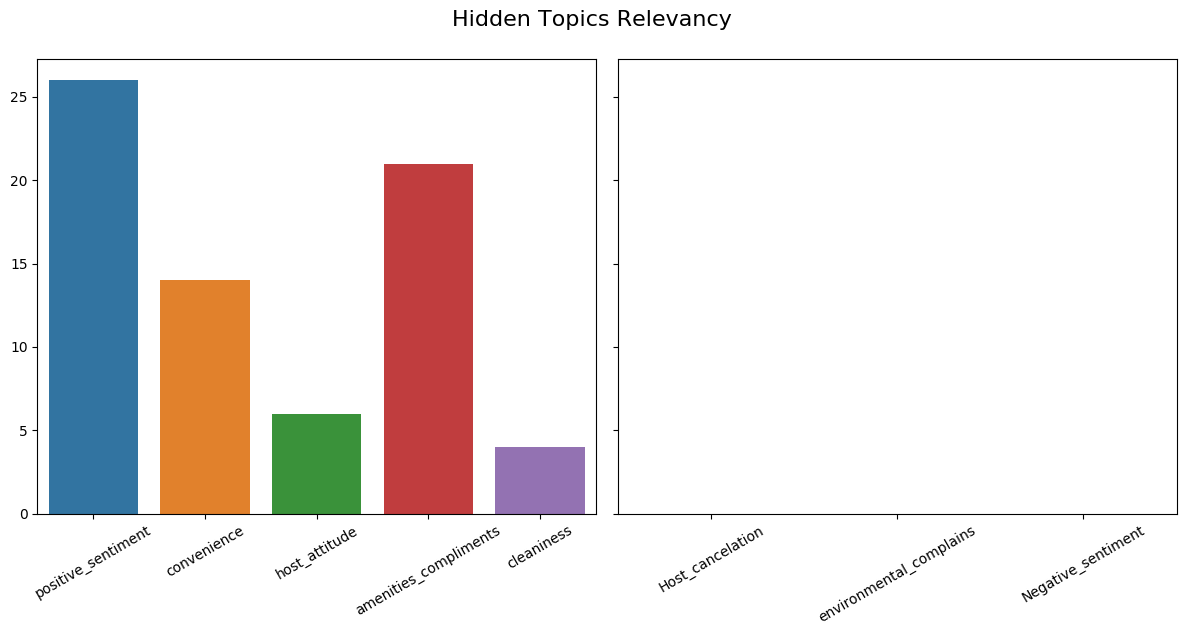 Hidden Topics Relevancy
25
20
15
10
5
0
positive_sentiment
convenience
host_attitude
amenities_compliments
cleaniness
Host_cancelation
environmental_complains
Negative_sentiment